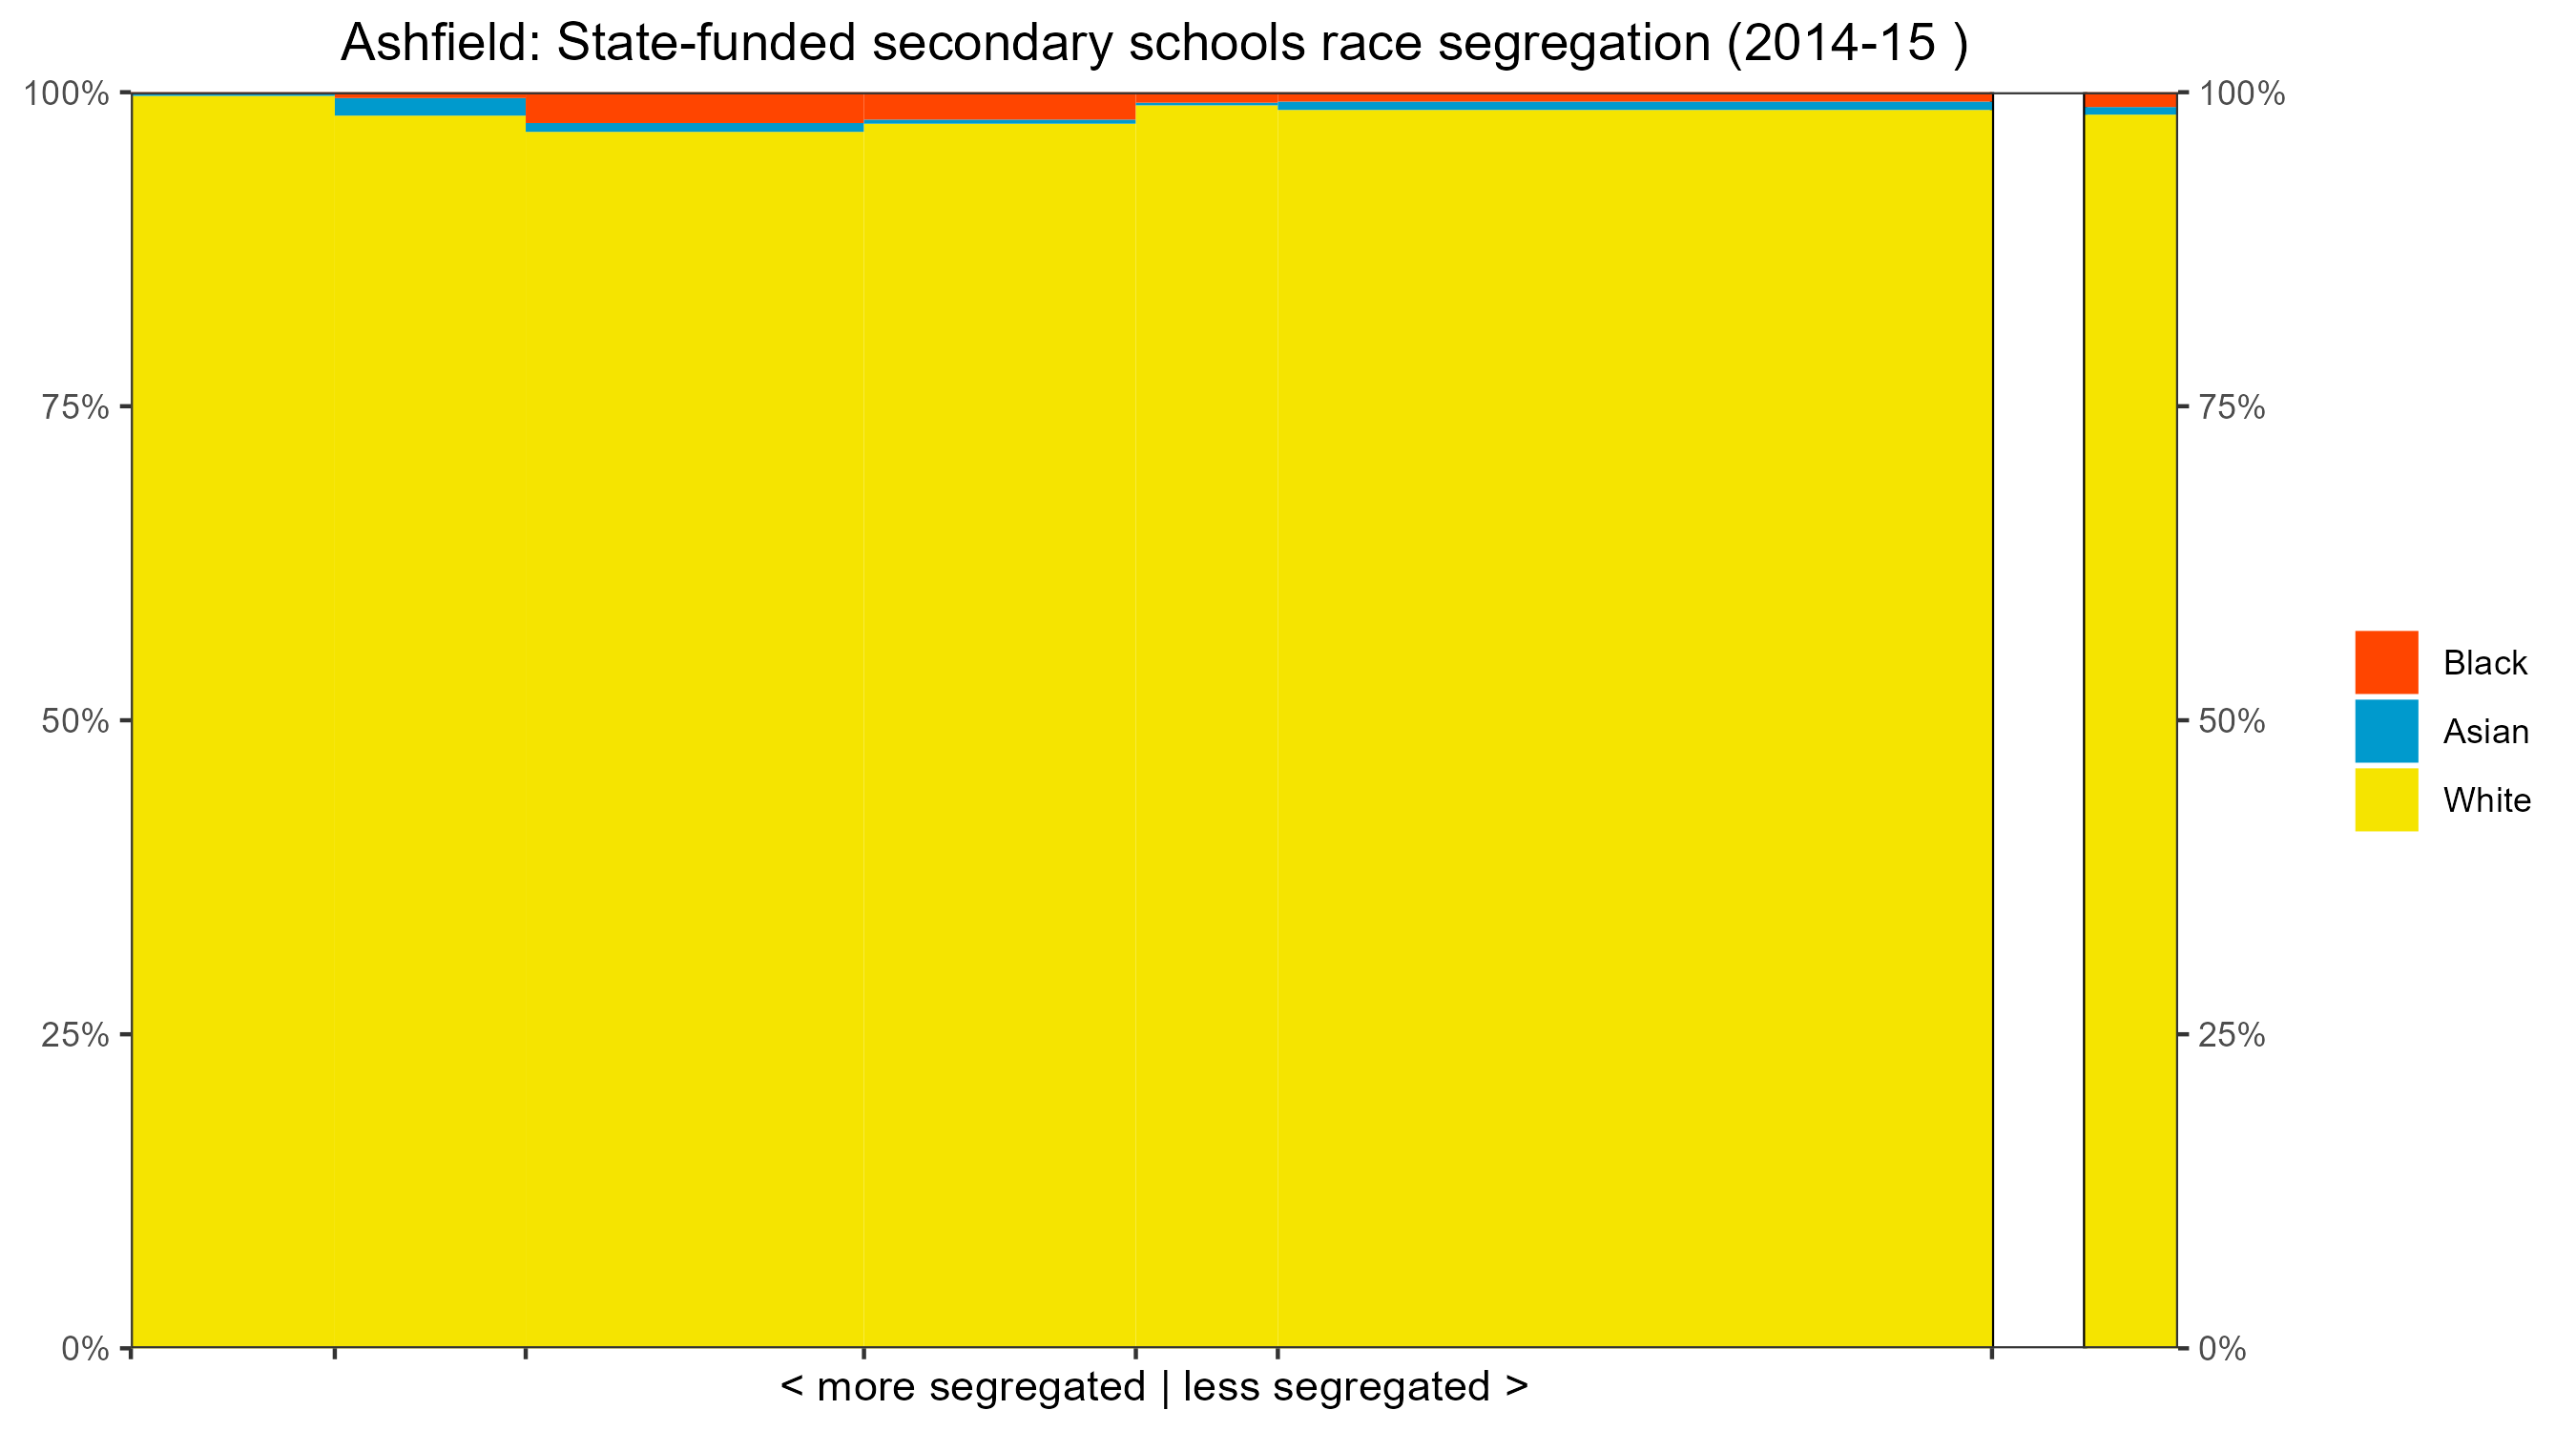 Ashfield: State-funded secondary schools race segregation (2014-15 )
100%
75%
50%
25%
0%
100%
75%
50%
25%
0%
Black
Asian
White
< more segregated | less segregated >